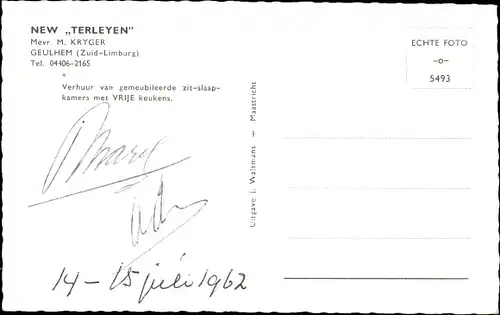 NEW „TERLEYEN"
Mevr. M. KRYGER
GEULHEM (Zuid-Limburg)
Tel. 04406-2165
Verhuur van gemeubileerde zit-slaap-
kamers met VRIJE keukens.
Uitgave J. Waltmans — Maastricht
ECHTE FOTO
-o-
5493
14 - 15 juli 1962